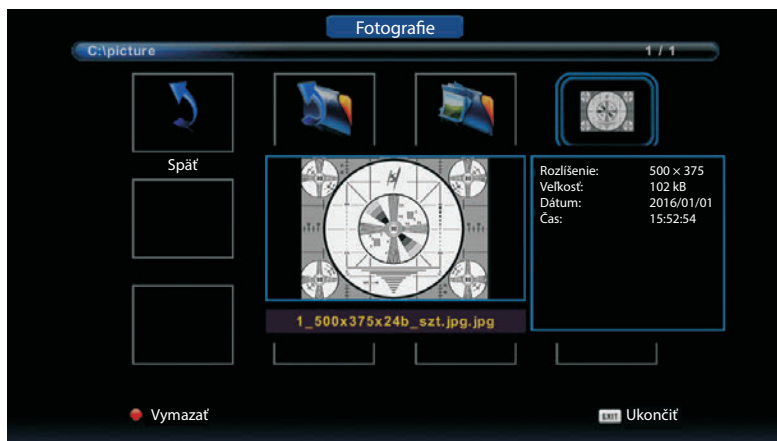 Fotografie
C:\picture 1 / 1
Späť
Rozlíšenie: 500 × 375
Veľkosť: 102 kB
Dátum: 2016/01/01
Čas: 15:52:54
1_500x375x24b_szt.jpg.jpg
Vymazať
EXIT Ukončiť